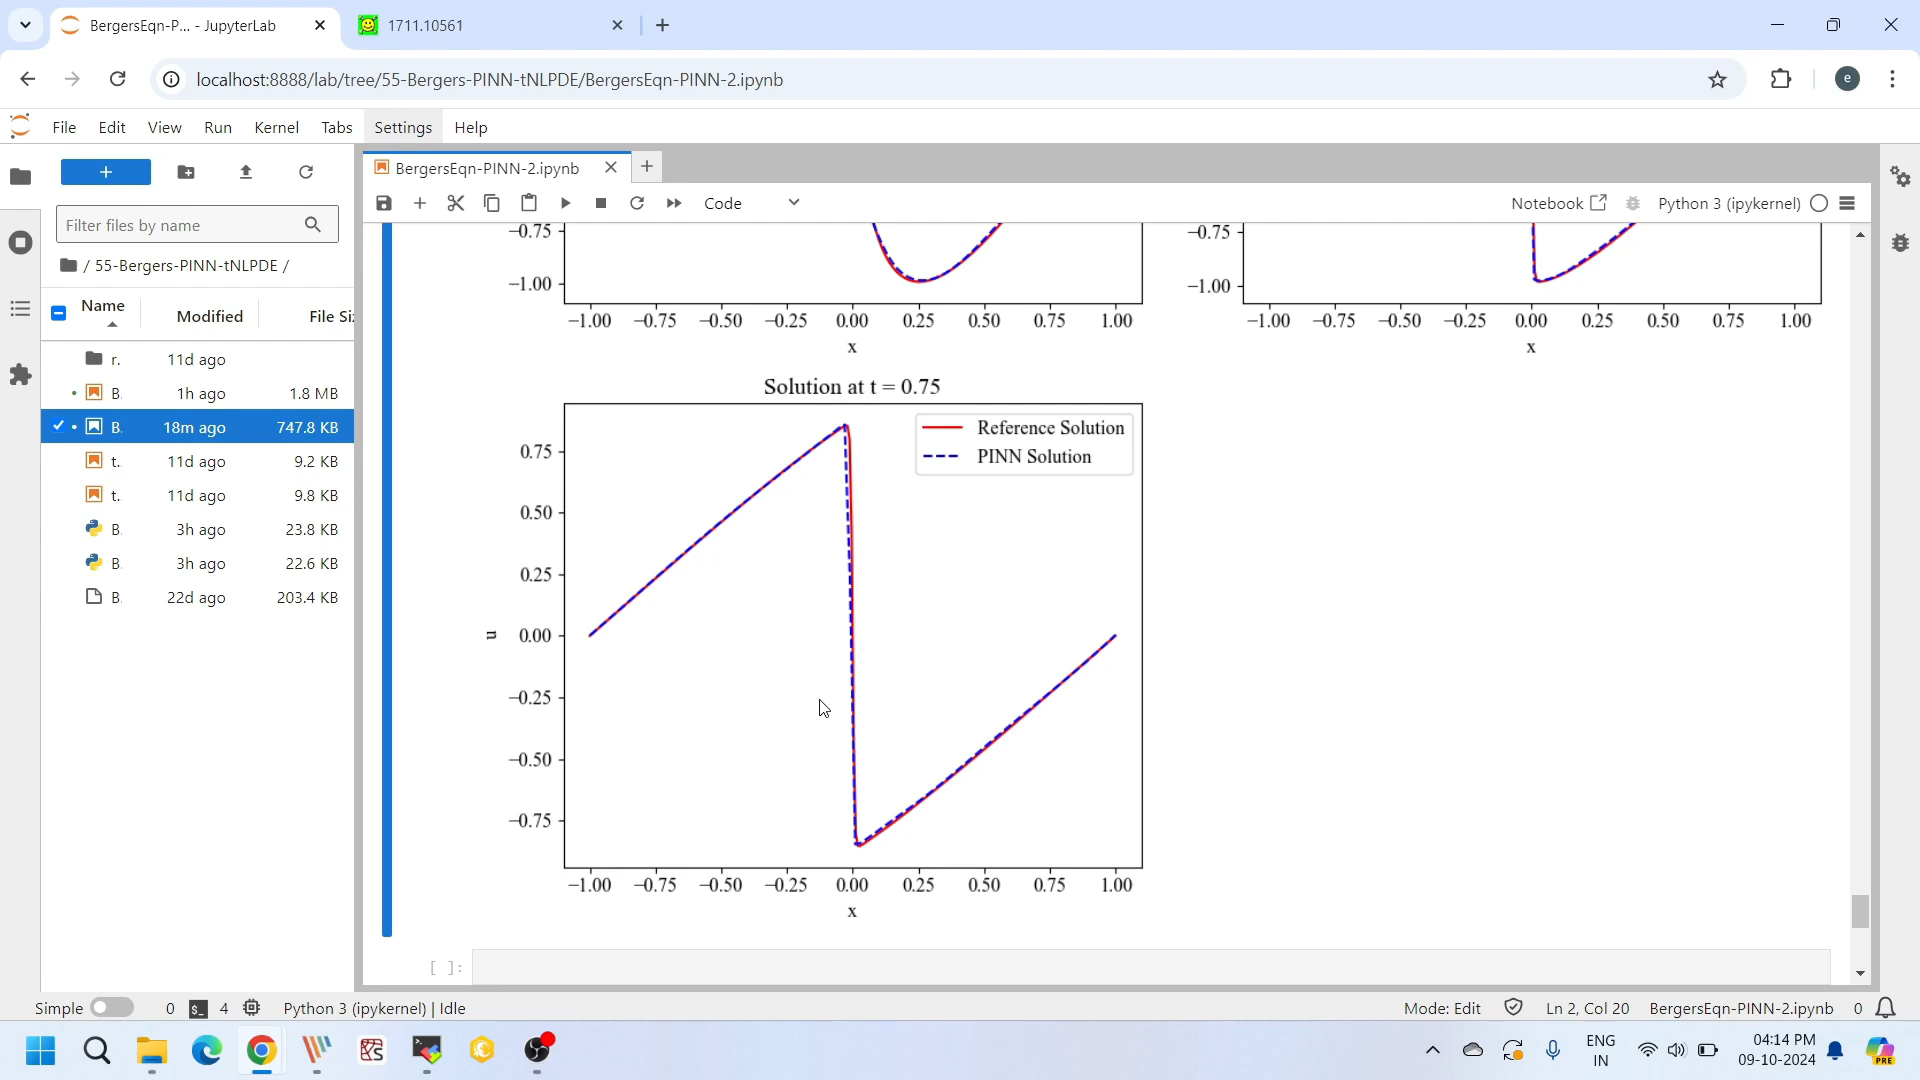 BergersEqn-P... - JupyterLab
1711.10561
localhost:8888/lab/tree/55-Bergers-PINN-tNLPDE/BergersEqn-PINN-2.ipynb
e
File Edit View Run Kernel Tabs Settings Help
BergersEqn-PINN-2.ipynb
Code
Notebook
Python 3 (ipykernel)
Filter files by name
/ 55-Bergers-PINN-tNLPDE /
Name Modified File Siz
r. 11d ago
B. 1h ago 1.8 MB
B. 18m ago 747.8 KB
t. 11d ago 9.2 KB
t. 11d ago 9.8 KB
B. 3h ago 23.8 KB
B. 3h ago 22.6 KB
B. 22d ago 203.4 KB
−0.75
−1.00
−1.00 −0.75 −0.50 −0.25 0.00 0.25 0.50 0.75 1.00
x
−0.75
−1.00
−1.00 −0.75 −0.50 −0.25 0.00 0.25 0.50 0.75 1.00
x
Solution at t = 0.75
Reference Solution
PINN Solution
0.75
0.50
0.25
0.00
−0.25
−0.50
−0.75
u
−1.00 −0.75 −0.50 −0.25 0.00 0.25 0.50 0.75 1.00
x
[ ]:
Simple 0 $_ 4 Python 3 (ipykernel) | Idle
Mode: Edit Ln 2, Col 20 BergersEqn-PINN-2.ipynb 0
ENG
IN
04:14 PM
09-10-2024
PRE